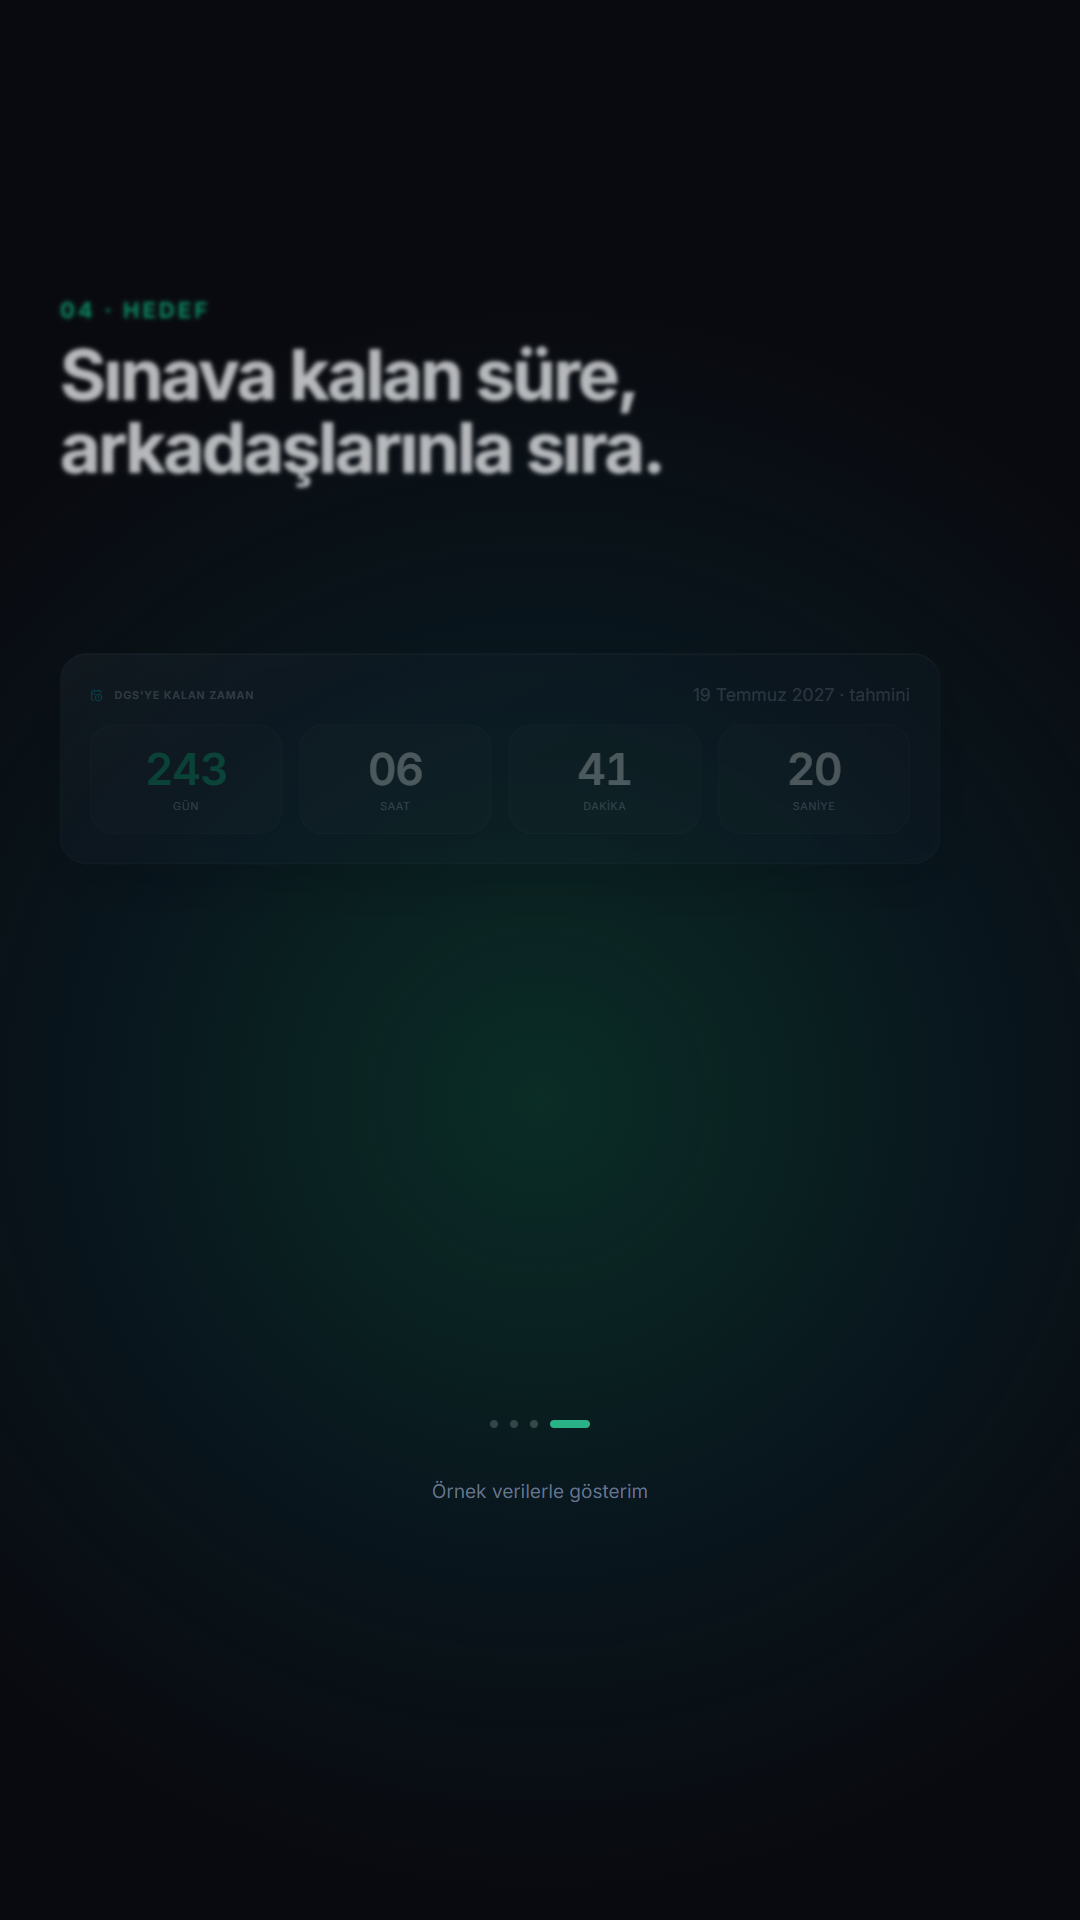 04 · HEDEF
Sınava kalan süre,
arkadaşlarınla sıra.
DGS'YE KALAN ZAMAN
19 Temmuz 2027 · tahmini
243
06
41
20
GÜN
SAAT
DAKİKA
SANİYE
Örnek verilerle gösterim